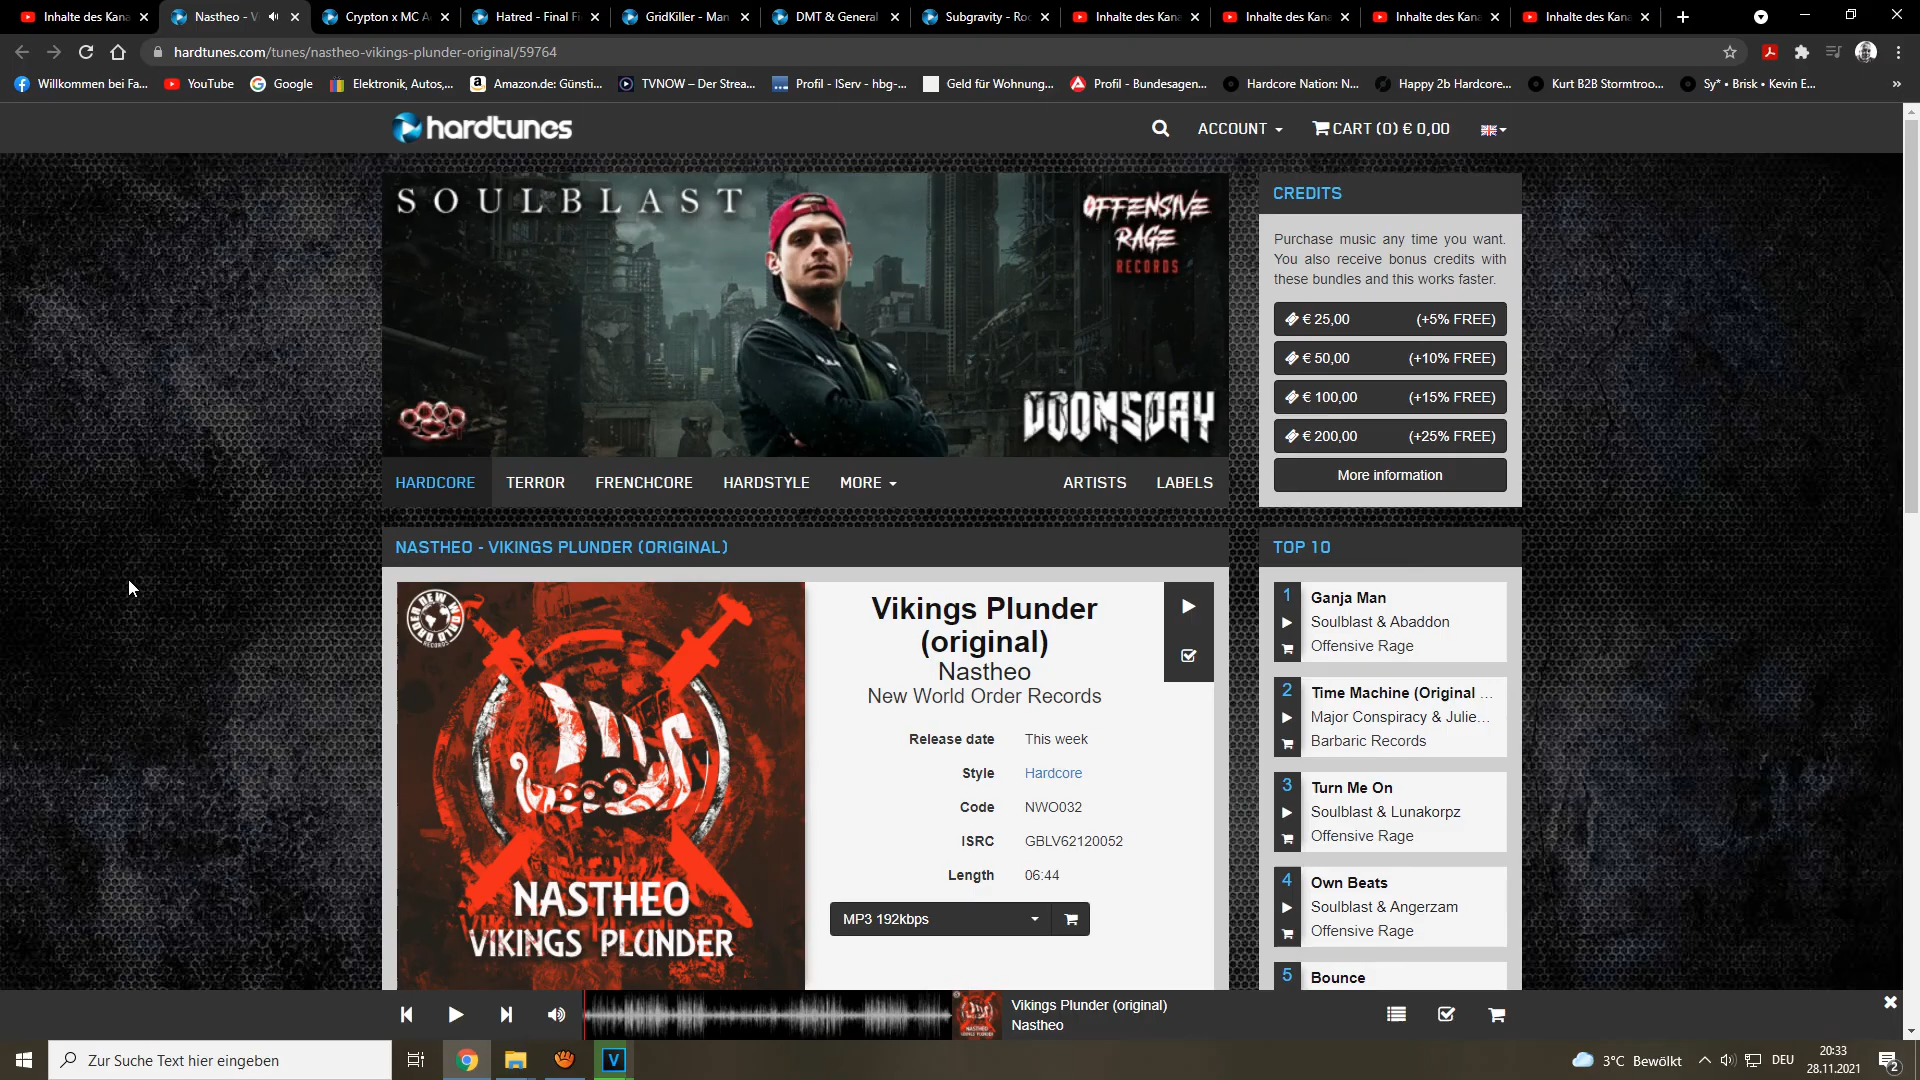 Inhalte des Kana
Nastheo - V
Crypton x MC A
Hatred - Final Fi
GridKiller - Man
DMT & General
Subgravity - Roc
Inhalte des Kana
Inhalte des Kana
Inhalte des Kana
Inhalte des Kana
hardtunes.com/tunes/nastheo-vikings-plunder-original/59764
Willkommen bei Fa...
YouTube
Google
Elektronik, Autos,...
Amazon.de: Günsti...
TVNOW – Der Strea...
Profil - IServ - hbg-...
Geld für Wohnung...
Profil - Bundesagen...
Hardcore Nation: N...
Happy 2b Hardcore...
Kurt B2B Stormtroo...
Sy* • Brisk • Kevin E...
»
hardtunes
ACCOUNT
CART (0) € 0,00
SOULBLAST
OFFENSIVE
RAGE
RECORDS
DOOMSDAY
CREDITS
Purchase music any time you want.
You also receive bonus credits with
these bundles and this works faster.
€ 25,00 (+5% FREE)
€ 50,00 (+10% FREE)
€ 100,00 (+15% FREE)
€ 200,00 (+25% FREE)
More information
HARDCORE TERROR FRENCHCORE HARDSTYLE MORE ARTISTS LABELS
NASTHEO - VIKINGS PLUNDER (ORIGINAL)
NEW WORLD ORDER
RECORDS
NASTHEO
VIKINGS PLUNDER
Vikings Plunder
(original)
Nastheo
New World Order Records
Release date This week
Style Hardcore
Code NWO032
ISRC GBLV62120052
Length 06:44
MP3 192kbps
TOP 10
1 Ganja Man
Soulblast & Abaddon
Offensive Rage
2 Time Machine (Original ...
Major Conspiracy & Julie...
Barbaric Records
3 Turn Me On
Soulblast & Lunakorpz
Offensive Rage
4 Own Beats
Soulblast & Angerzam
Offensive Rage
5 Bounce
Vikings Plunder (original)
Nastheo
Zur Suche Text hier eingeben
V
3°C Bewölkt
DEU
20:33
28.11.2021
2